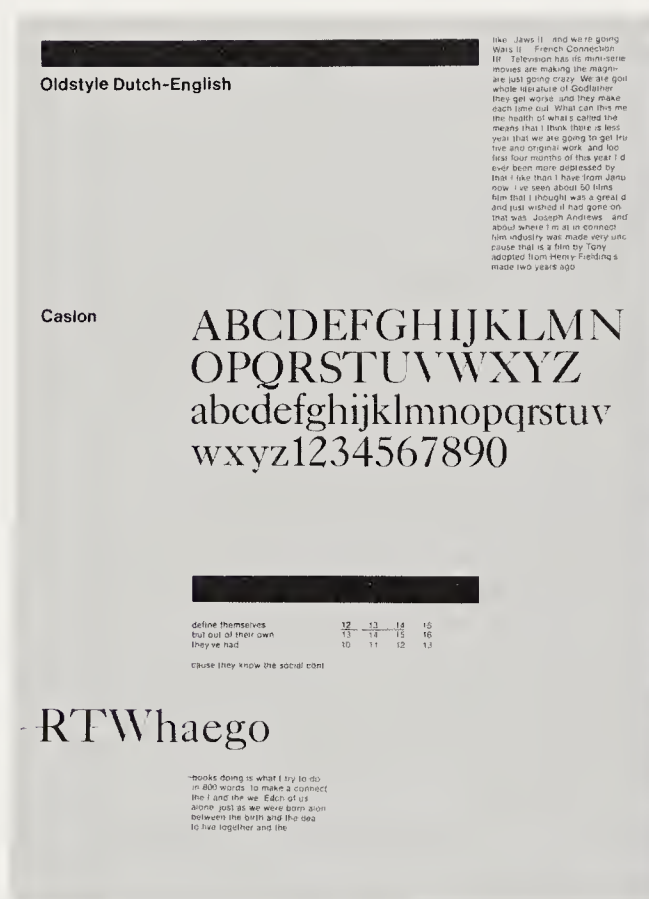 like Jaws II and we're going
Wars II French Connection
III Television has its mini-serie
movies are making the magni-
are just going crazy We are goil
whole literature of Godfather
they get worse and they make
each time out What can this me
the health of what's called the
means that I think there is less
year that we are going to get tru
tive and original work and loo
first four months of this year I d
ever been more depressed by
that I like than I have from Janu
now I've seen about 50 films
film that I thought was a great d
and just wished it had gone on
that was Joseph Andrews and
about where I'm at in connect
film industry was made very unc
cause that is a film by Tony
adopted from Henry Fielding's
made two years ago
Oldstyle Dutch-English
Caslon
ABCDEFGHIJKLMN
OPQRSTUVWXYZ
abcdefghijklmnopqrstuv
wxyz1234567890
define themselves 12 13 14 15
but out of their own 13 14 15 16
they've had 10 11 12 13
cause they know the social cont
RTWhaego
books doing is what I try to do
in 800 words to make a connect
the I and the we Each of us
alone just as we were born alon
between the birth and the dea
to live together and the